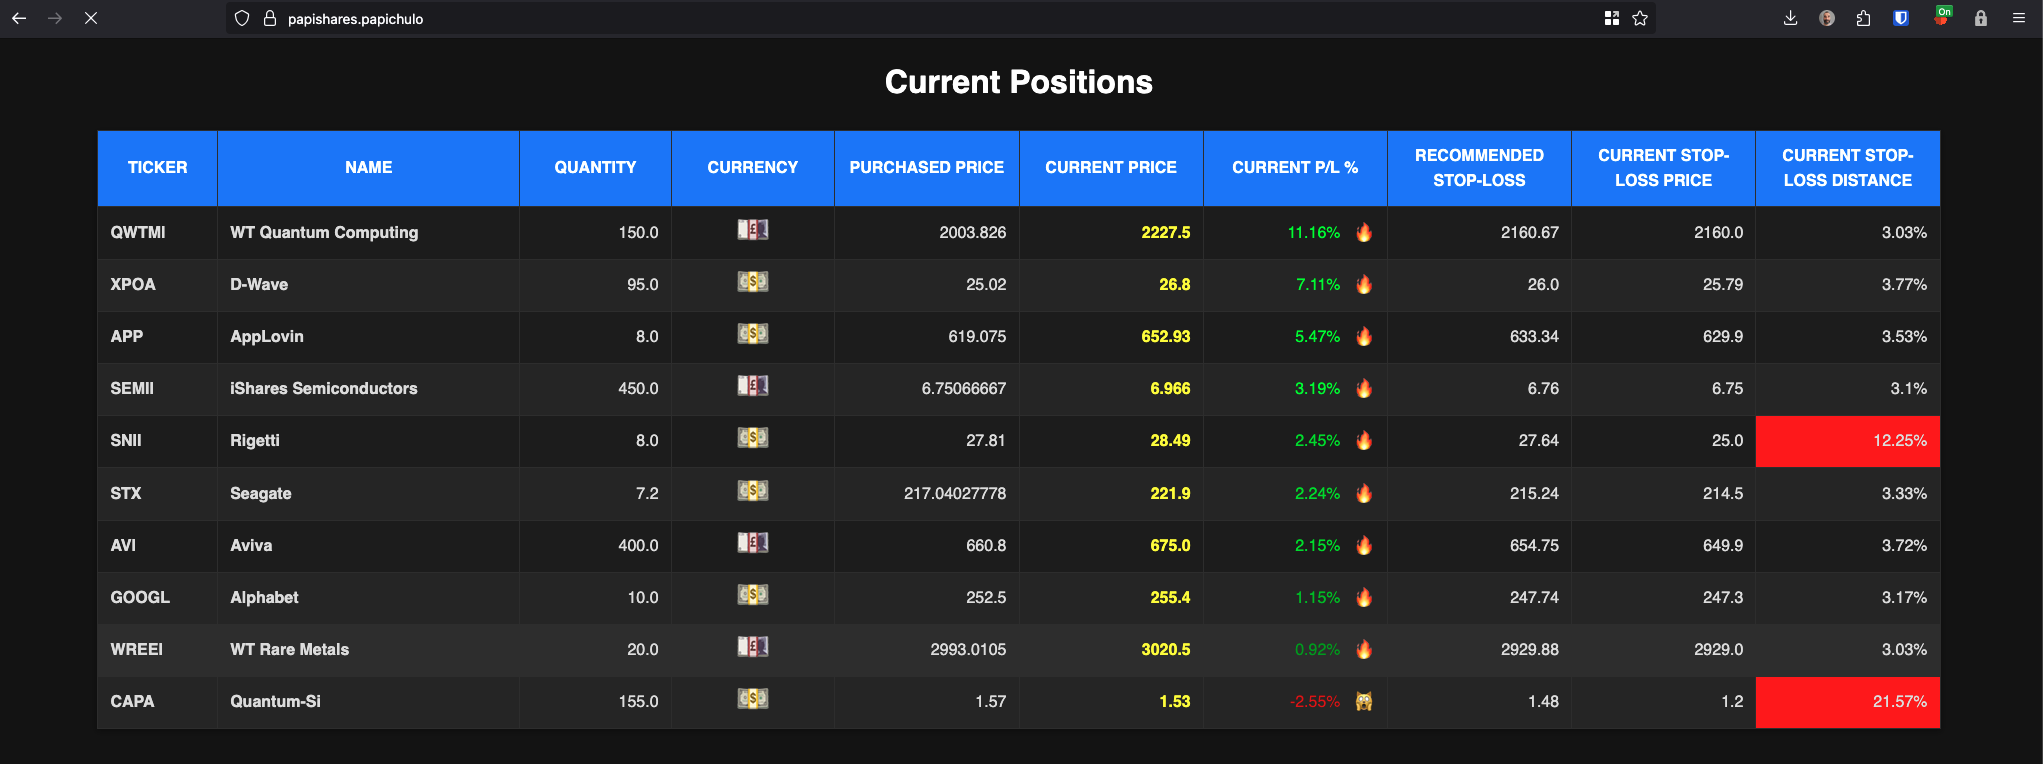 papishares.papichulo
On
Current Positions
TICKER NAME QUANTITY CURRENCY PURCHASED PRICE CURRENT PRICE CURRENT P/L % RECOMMENDED STOP-LOSS CURRENT STOP-LOSS PRICE CURRENT STOP-LOSS DISTANCE
QWTMI WT Quantum Computing 150.0 💷 2003.826 2227.5 11.16% 🔥 2160.67 2160.0 3.03%
XPOA D-Wave 95.0 💵 25.02 26.8 7.11% 🔥 26.0 25.79 3.77%
APP AppLovin 8.0 💵 619.075 652.93 5.47% 🔥 633.34 629.9 3.53%
SEMII iShares Semiconductors 450.0 💷 6.75066667 6.966 3.19% 🔥 6.76 6.75 3.1%
SNII Rigetti 8.0 💵 27.81 28.49 2.45% 🔥 27.64 25.0 12.25%
STX Seagate 7.2 💵 217.04027778 221.9 2.24% 🔥 215.24 214.5 3.33%
AVI Aviva 400.0 💷 660.8 675.0 2.15% 🔥 654.75 649.9 3.72%
GOOGL Alphabet 10.0 💵 252.5 255.4 1.15% 🔥 247.74 247.3 3.17%
WREEI WT Rare Metals 20.0 💷 2993.0105 3020.5 0.92% 🔥 2929.88 2929.0 3.03%
CAPA Quantum-Si 155.0 💵 1.57 1.53 -2.55% 🙀 1.48 1.2 21.57%